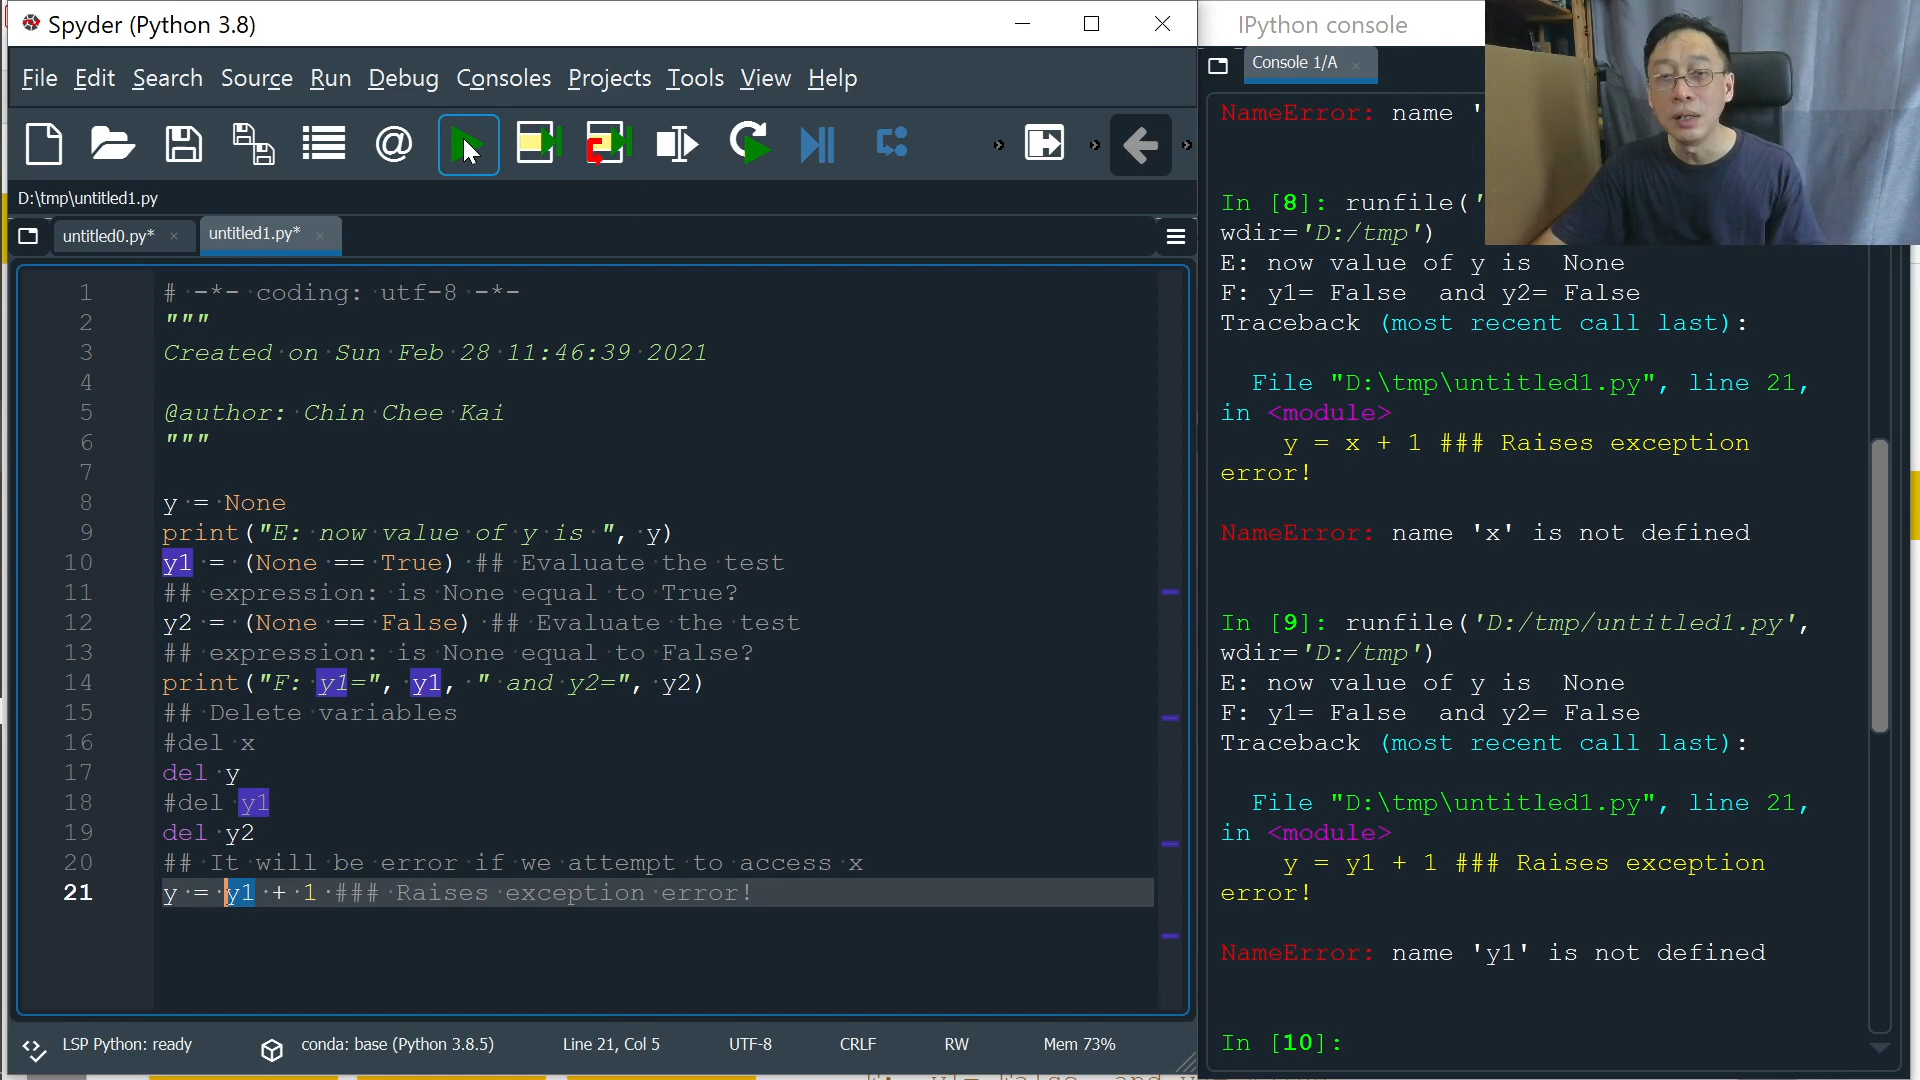 Spyder (Python 3.8)
File Edit Search Source Run Debug Consoles Projects Tools View Help
D:\tmp\untitled1.py
untitled0.py*
untitled1.py*
1 # -*- coding: utf-8 -*-
2 """
3 Created on Sun Feb 28 11:46:39 2021
4
5 @author: Chin Chee Kai
6 """
7
8 y = None
9 print("E: now value of y is ", y)
10 y1 = (None == True) ## Evaluate the test
11 ## expression: is None equal to True?
12 y2 = (None == False) ## Evaluate the test
13 ## expression: is None equal to False?
14 print("F: y1=", y1, " and y2=", y2)
15 ## Delete variables
16 #del x
17 del y
18 #del y1
19 del y2
20 ## It will be error if we attempt to access x
21 y = y1 + 1 ### Raises exception error!
LSP Python: ready
conda: base (Python 3.8.5)
Line 21, Col 5
UTF-8
CRLF
RW
Mem 73%
IPython console
Console 1/A
NameError: name '
In [8]: runfile('
wdir='D:/tmp')
E: now value of y is  None
F: y1= False  and y2= False
Traceback (most recent call last):
File "D:\tmp\untitled1.py", line 21,
in <module>
y = x + 1 ### Raises exception
error!
NameError: name 'x' is not defined
In [9]: runfile('D:/tmp/untitled1.py',
wdir='D:/tmp')
E: now value of y is  None
F: y1= False  and y2= False
Traceback (most recent call last):
File "D:\tmp\untitled1.py", line 21,
in <module>
y = y1 + 1 ### Raises exception
error!
NameError: name 'y1' is not defined
In [10]: